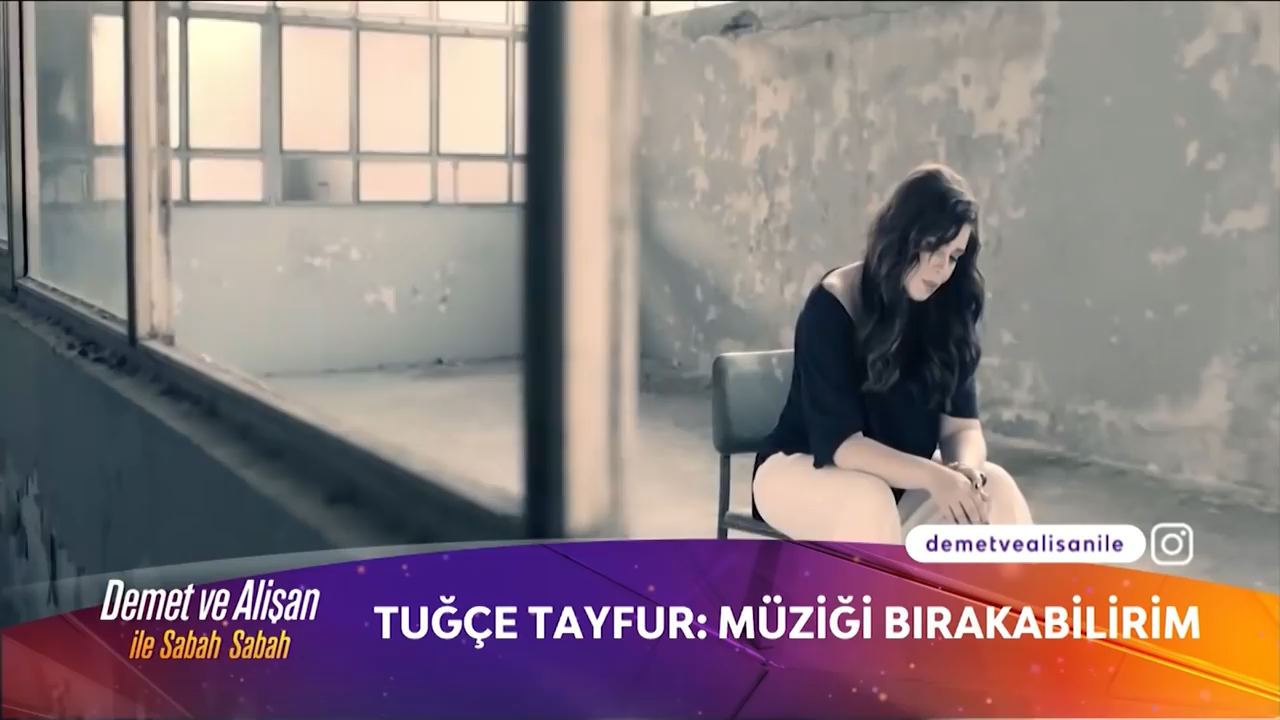 demetvealisanile
Demet ve Alişan
ile Sabah Sabah
TUĞÇE TAYFUR: MÜZİĞİ BIRAKABİLİRİM